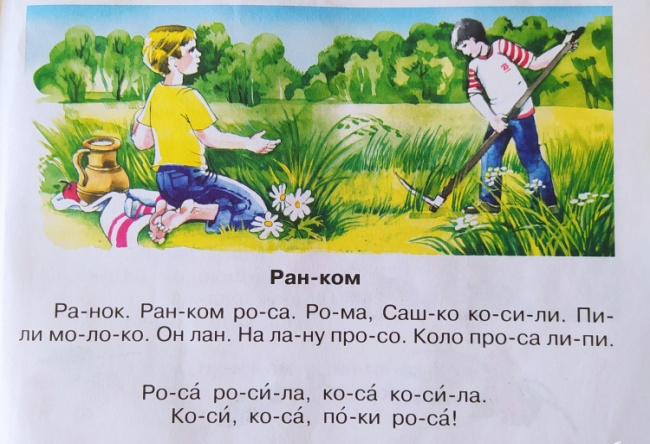 Ран-ком
Ра-нок. Ран-ком ро-са. Ро-ма, Саш-ко ко-си-ли. Пи-
ли мо-ло-ко. Он лан. На ла-ну про-со. Коло про-са ли-пи.
Ро-са́ ро-си́-ла, ко-са́ ко-си́-ла.
Ко-си́, ко-са́, по́-ки ро-са́!